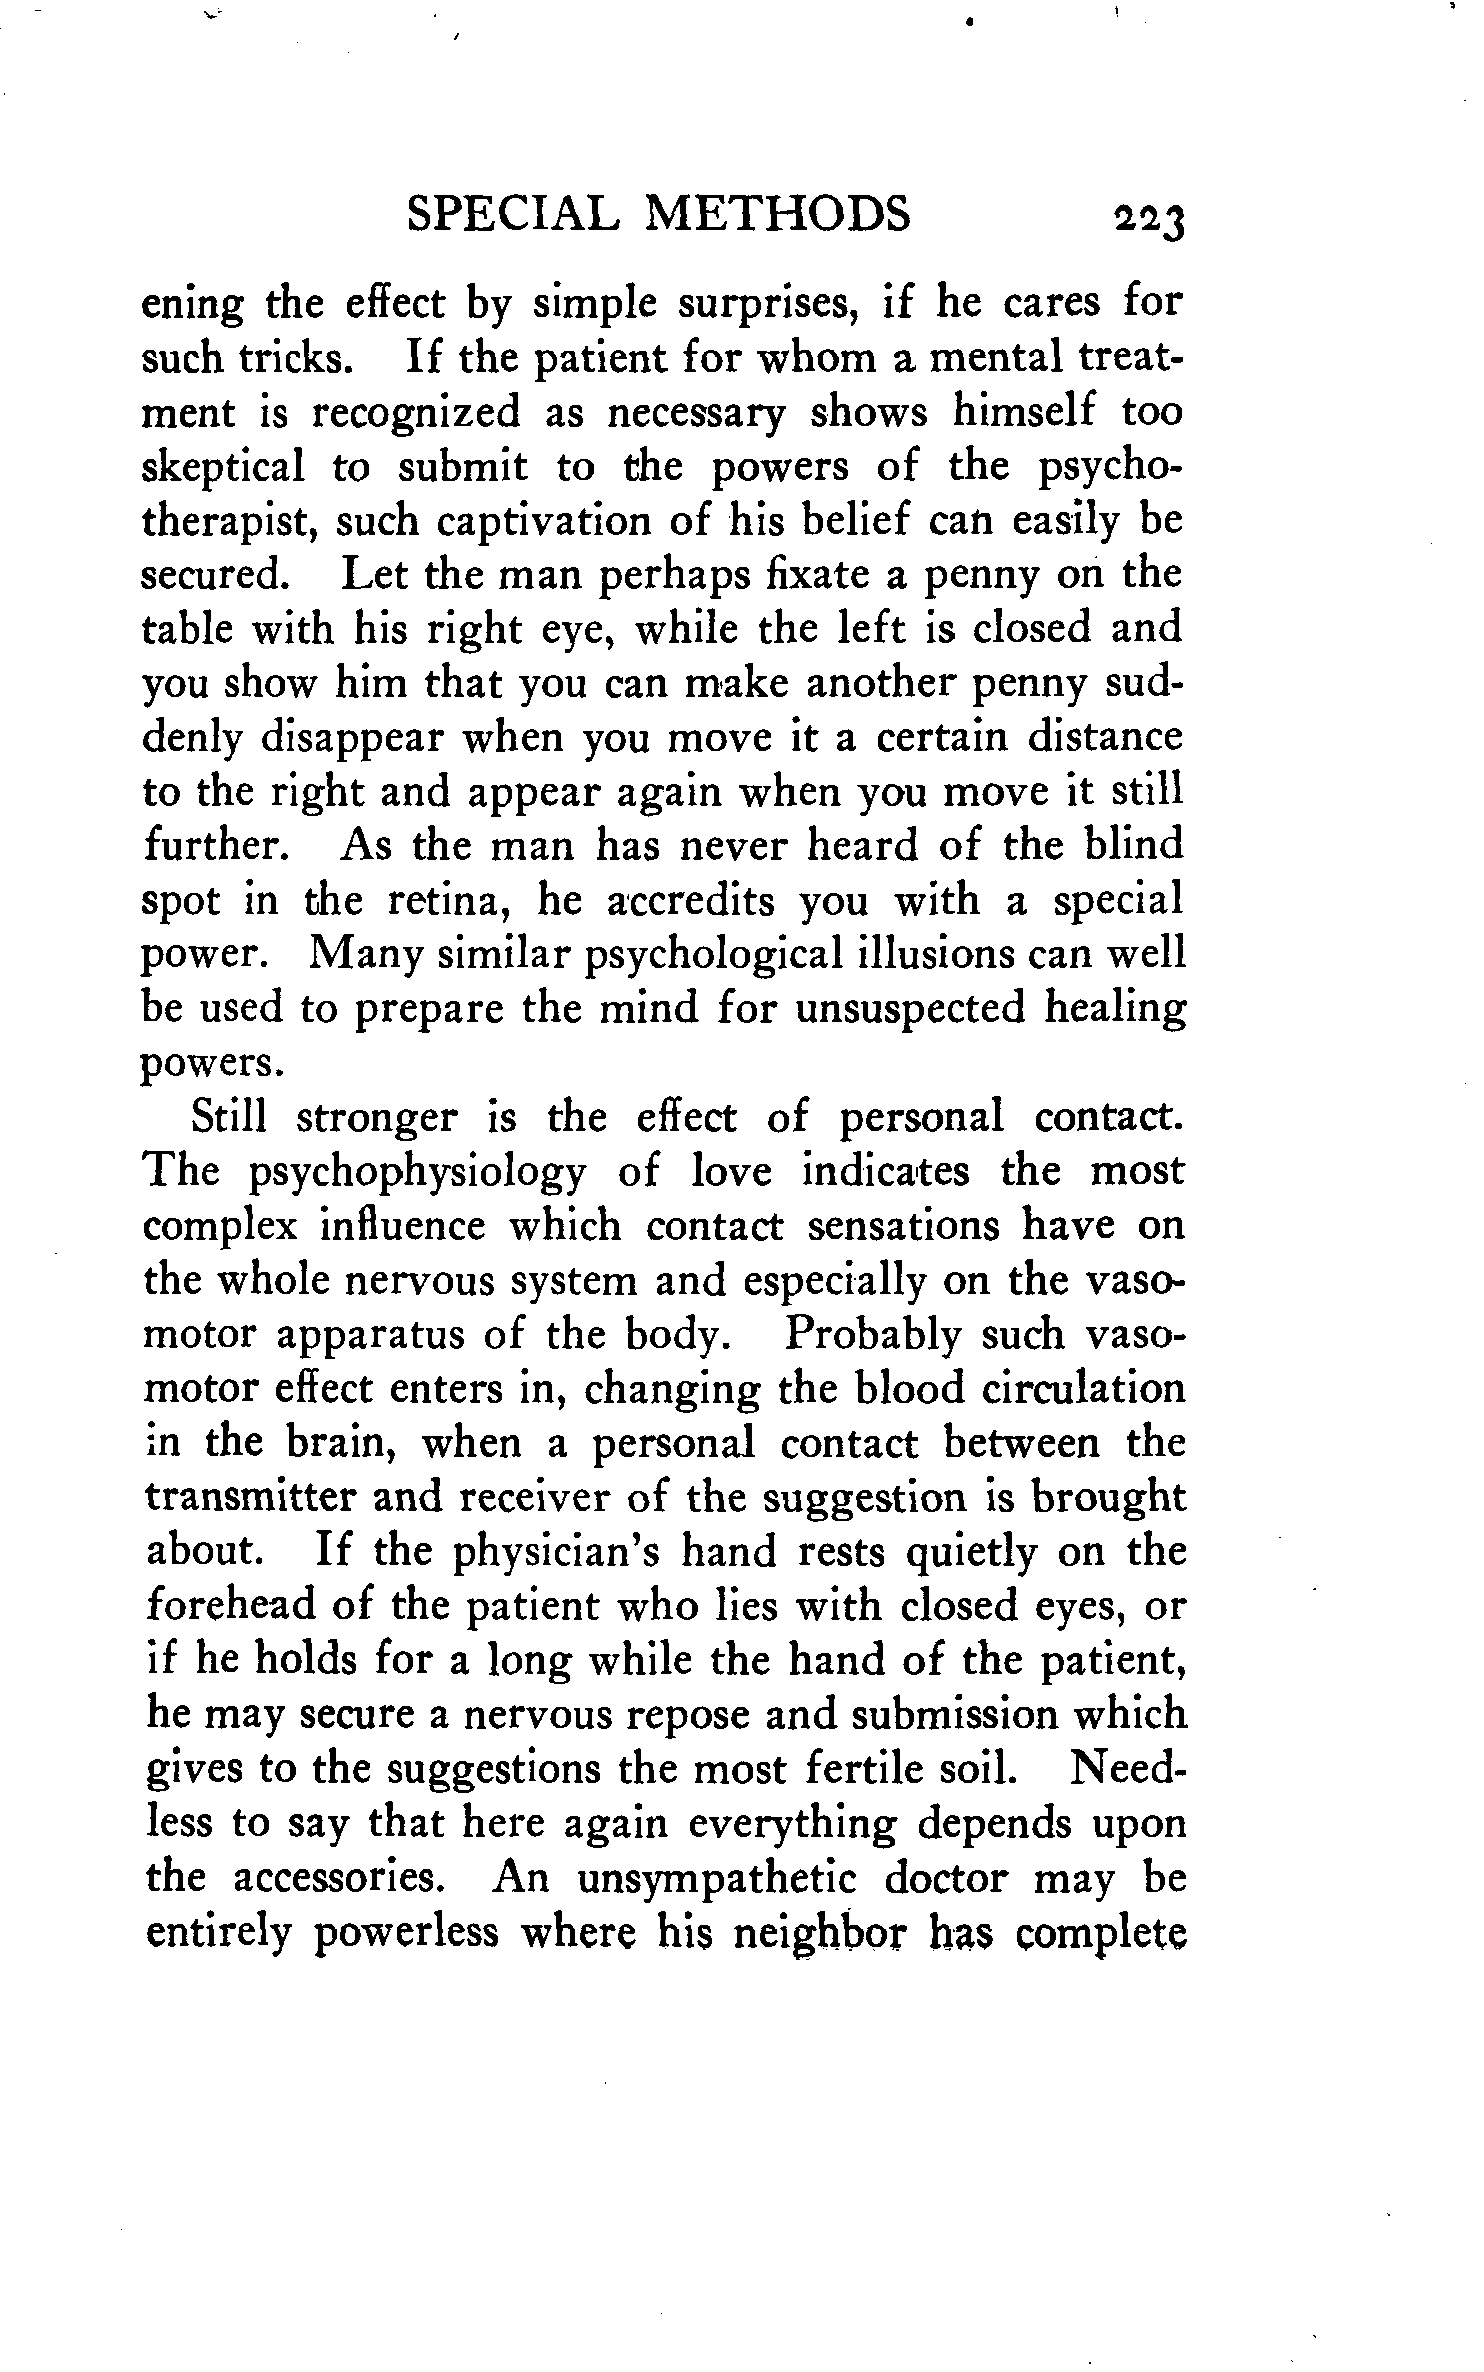 SPECIAL METHODS 223
ening the effect by simple surprises, if he cares for
such tricks. If the patient for whom a mental treat-
ment is recognized as necessary shows himself too
skeptical to submit to the powers of the psycho-
therapist, such captivation of his belief can easily be
secured. Let the man perhaps fixate a penny on the
table with his right eye, while the left is closed and
you show him that you can make another penny sud-
denly disappear when you move it a certain distance
to the right and appear again when you move it still
further. As the man has never heard of the blind
spot in the retina, he accredits you with a special
power. Many similar psychological illusions can well
be used to prepare the mind for unsuspected healing
powers.
Still stronger is the effect of personal contact.
The psychophysiology of love indicates the most
complex influence which contact sensations have on
the whole nervous system and especially on the vaso-
motor apparatus of the body. Probably such vaso-
motor effect enters in, changing the blood circulation
in the brain, when a personal contact between the
transmitter and receiver of the suggestion is brought
about. If the physician's hand rests quietly on the
forehead of the patient who lies with closed eyes, or
if he holds for a long while the hand of the patient,
he may secure a nervous repose and submission which
gives to the suggestions the most fertile soil. Need-
less to say that here again everything depends upon
the accessories. An unsympathetic doctor may be
entirely powerless where his neighbor has complete